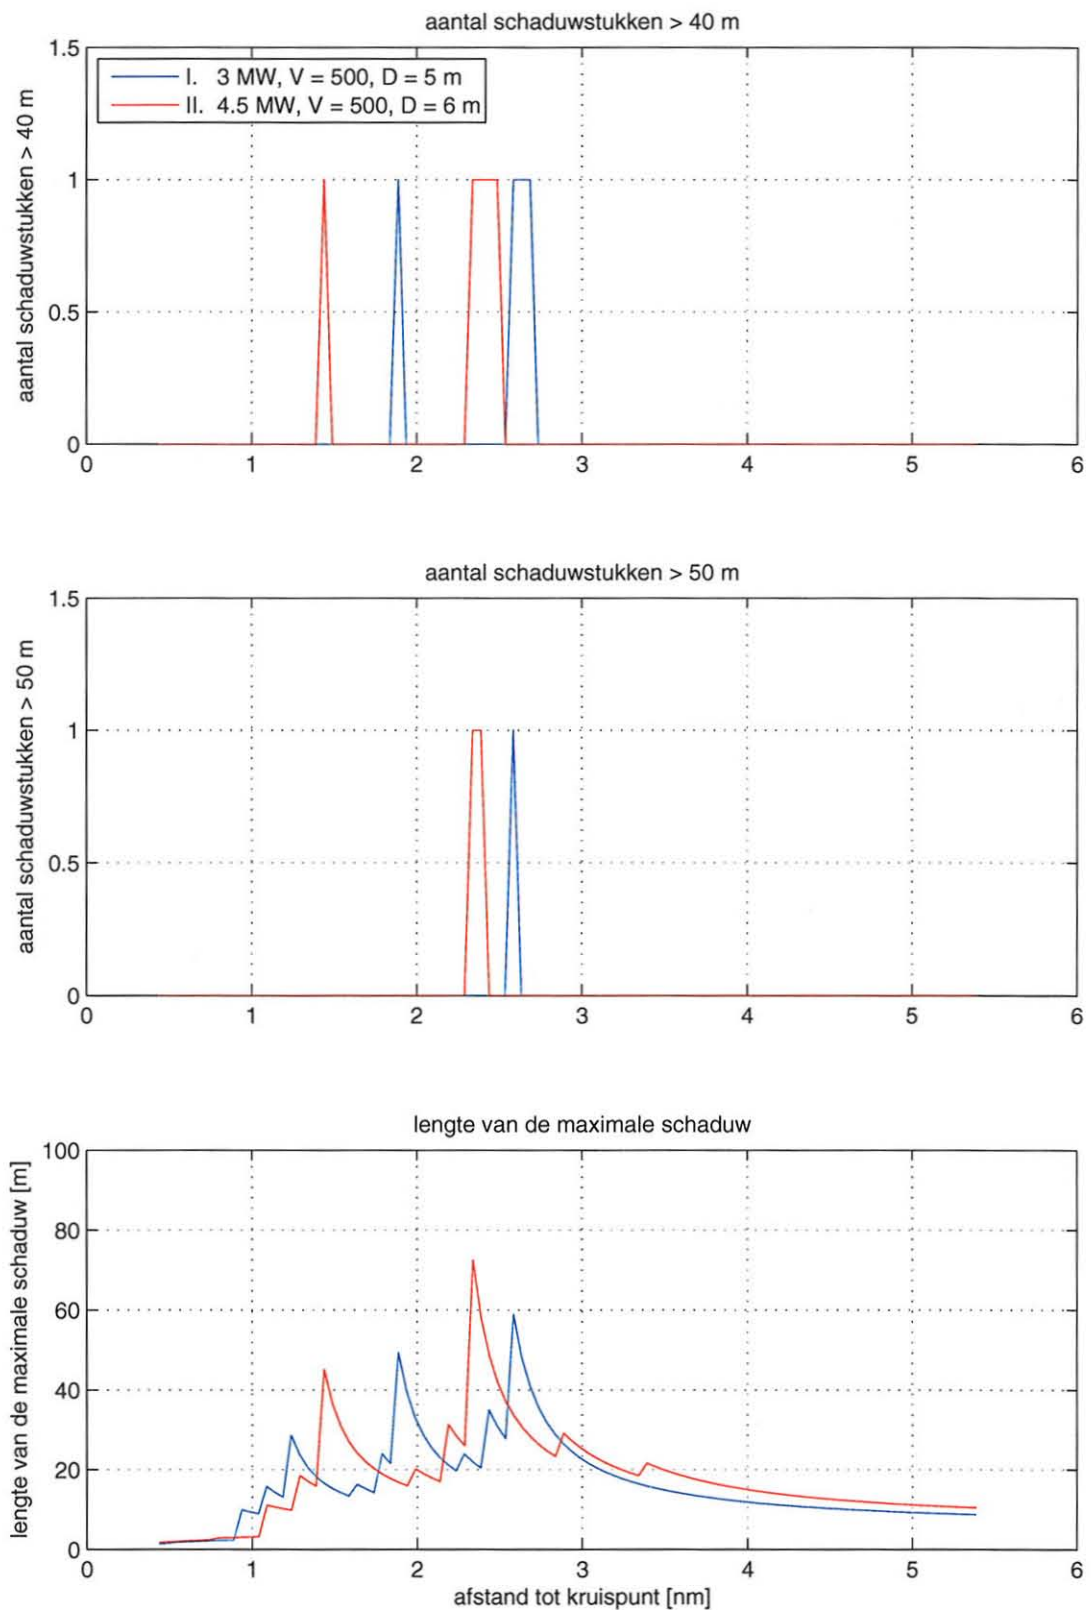 aantal schaduwstukken > 40 m
aantal schaduwstukken > 40 m
1.5
1
0.5
0
I. 3 MW, V = 500, D = 5 m
II. 4.5 MW, V = 500, D = 6 m
0 1 2 3 4 5 6
aantal schaduwstukken > 50 m
aantal schaduwstukken > 50 m
1.5
1
0.5
0
0 1 2 3 4 5 6
lengte van de maximale schaduw
lengte van de maximale schaduw [m]
100
80
60
40
20
0
0 1 2 3 4 5 6
afstand tot kruispunt [nm]